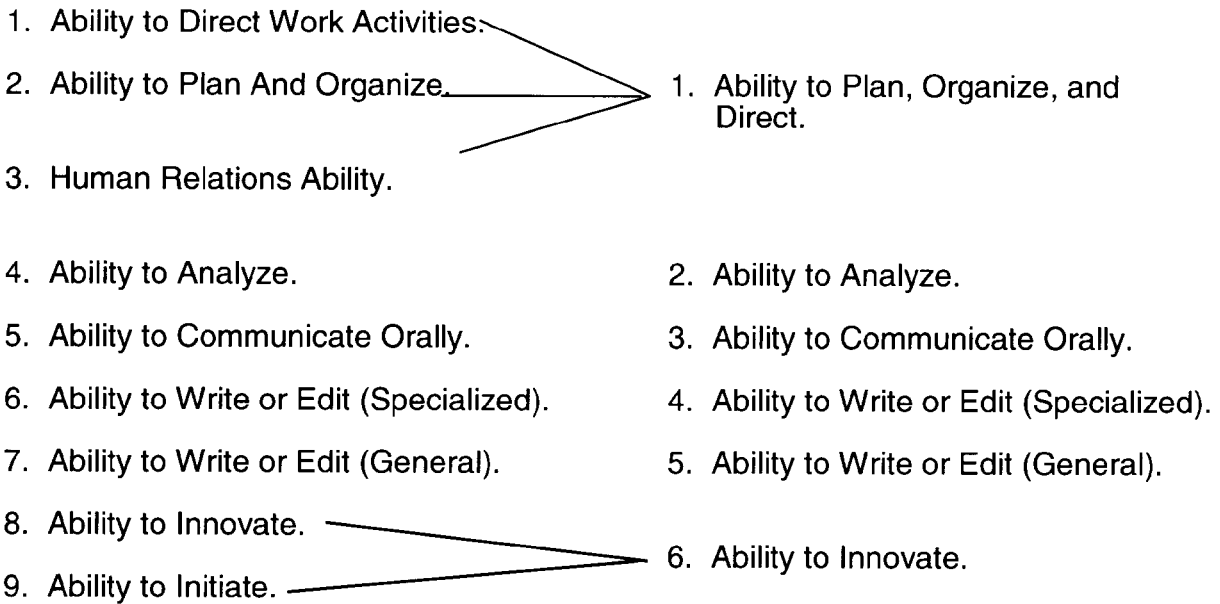 1. Ability to Direct Work Activities.
2. Ability to Plan And Organize.
1. Ability to Plan, Organize, and
Direct.
3. Human Relations Ability.
4. Ability to Analyze.
2. Ability to Analyze.
5. Ability to Communicate Orally.
3. Ability to Communicate Orally.
6. Ability to Write or Edit (Specialized).
4. Ability to Write or Edit (Specialized).
7. Ability to Write or Edit (General).
5. Ability to Write or Edit (General).
8. Ability to Innovate.
6. Ability to Innovate.
9. Ability to Initiate.